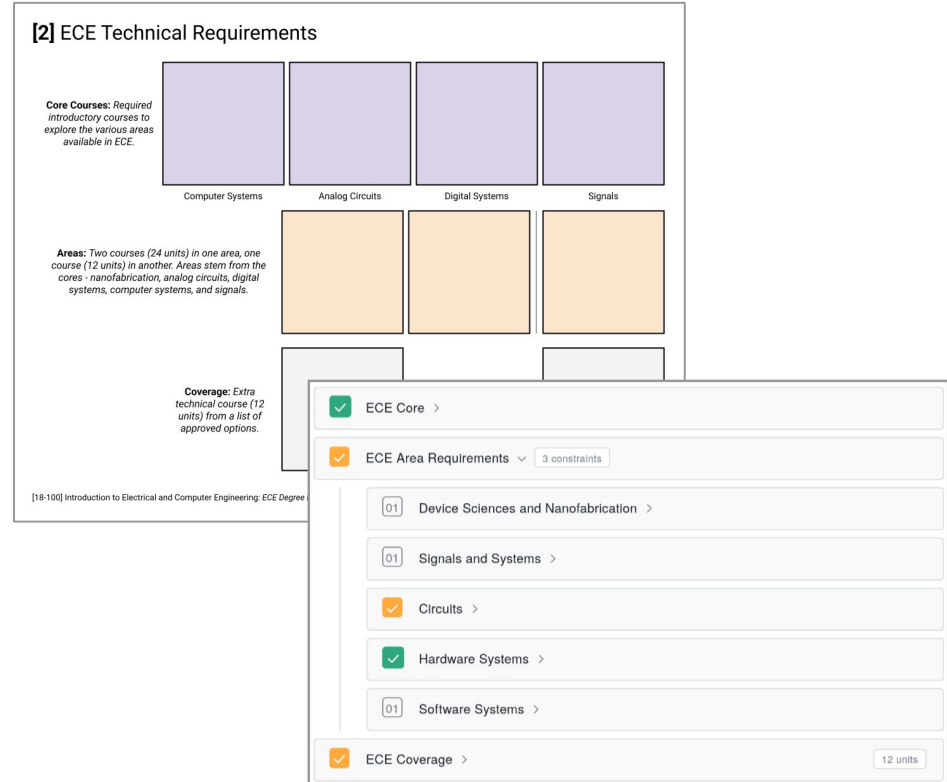 [2] ECE Technical Requirements
Core Courses: Required
introductory courses to
explore the various areas
available in ECE.
Computer Systems
Analog Circuits
Digital Systems
Signals
Areas: Two courses (24 units) in one area, one
course (12 units) in another. Areas stem from the
cores - nanofabrication, analog circuits, digital
systems, computer systems, and signals.
Coverage: Extra
technical course (12
units) from a list of
approved options.
[18-100] Introduction to Electrical and Computer Engineering: ECE Degree
ECE Core >
ECE Area Requirements
3 constraints
01 Device Sciences and Nanofabrication >
01 Signals and Systems >
Circuits >
Hardware Systems >
01 Software Systems >
ECE Coverage >
12 units